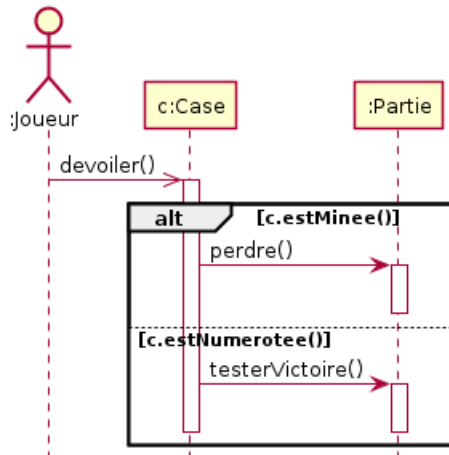 :Joueur
c:Case
:Partie
devoiler()
alt
[c.estMinee()]
perdre()
[c.estNumerotee()]
testerVictoire()